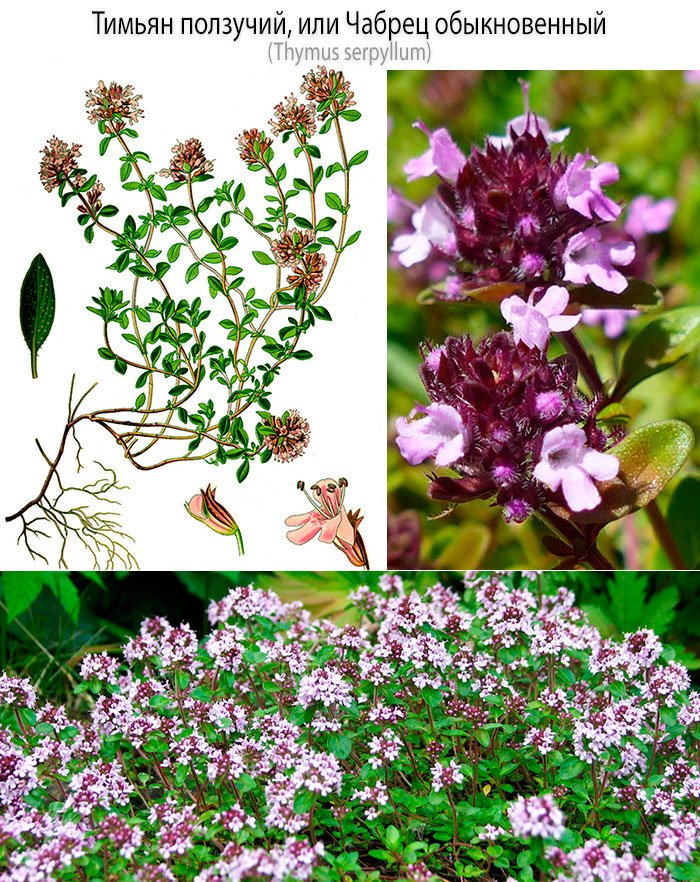 Тимьян ползучий, или Чабрец обыкновенный
(Thymus serpyllum)